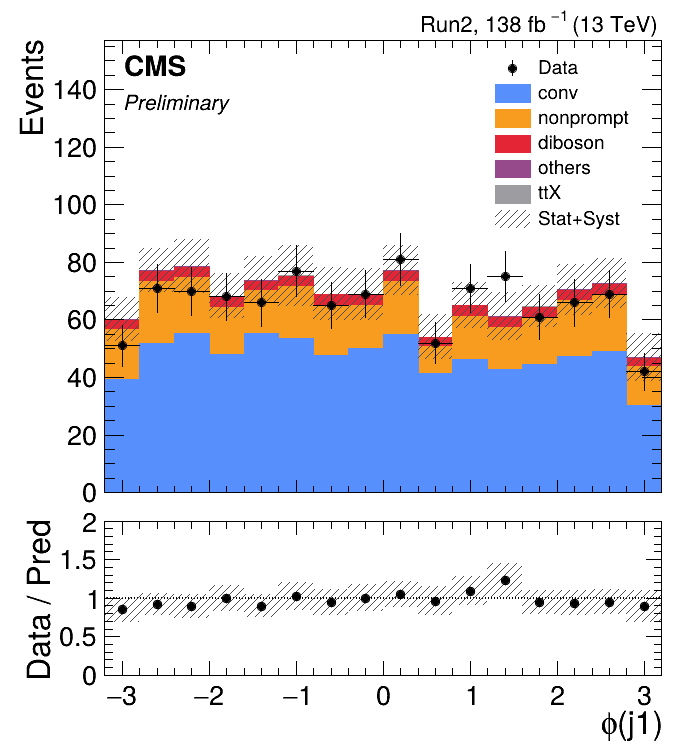 Run2, 138 fb⁻¹ (13 TeV)
CMS
Preliminary
Events
140
120
100
80
60
40
20
0
Data
conv
nonprompt
diboson
others
ttX
Stat+Syst
Data / Pred
2
1.5
1
0.5
0
−3 −2 −1 0 1 2 3
ϕ(j1)